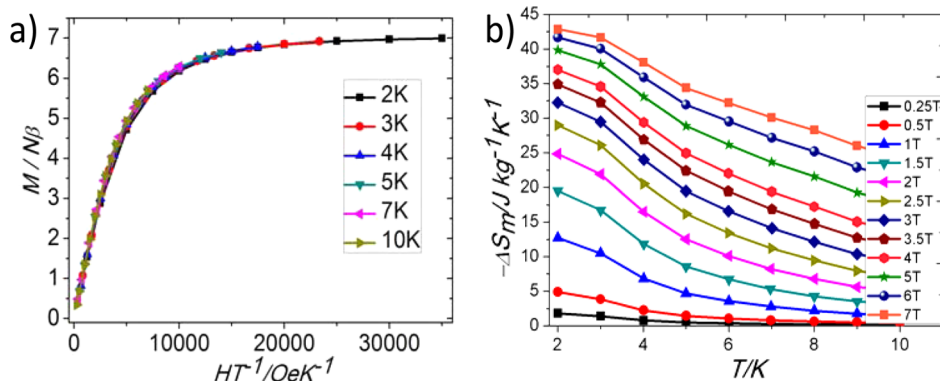 a)
7
6
5
4
3
2
1
0
M / Nβ
2K
3K
4K
5K
7K
10K
0 10000 20000 30000
HT⁻¹/OeK⁻¹
b)
45
40
35
30
25
20
15
10
5
0
-ΔSm/J kg⁻¹K⁻¹
0.25T
0.5T
1T
1.5T
2T
2.5T
3T
3.5T
4T
5T
6T
7T
2 4 6 8 10
T/K